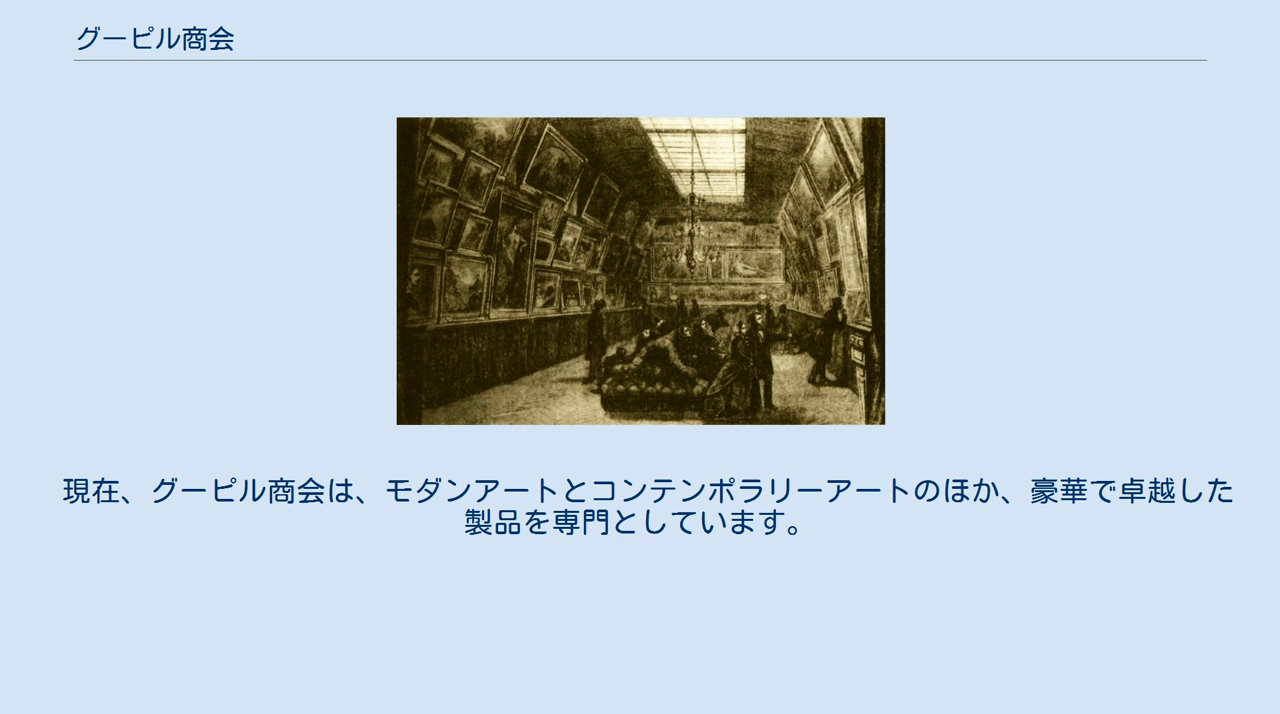 グーピル商会
現在、グーピル商会は、モダンアートとコンテンポラリーアートのほか、豪華で卓越した
製品を専門としています。